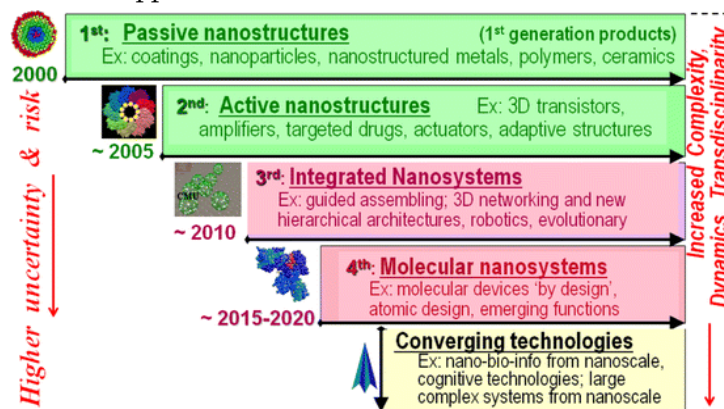 1st: Passive nanostructures (1st generation products)
Ex: coatings, nanoparticles, nanostructured metals, polymers, ceramics
2000
2nd: Active nanostructures Ex: 3D transistors,
amplifiers, targeted drugs, actuators, adaptive structures
~ 2005
CMU
3rd: Integrated Nanosystems
Ex: guided assembling; 3D networking and new
hierarchical architectures, robotics, evolutionary
~ 2010
4th: Molecular nanosystems
Ex: molecular devices 'by design',
atomic design, emerging functions
~ 2015-2020
Converging technologies
Ex: nano-bio-info from nanoscale,
cognitive technologies; large
complex systems from nanoscale
Higher uncertainty & risk
Increased Complexity,
Dynamics, Transdisciplinarity